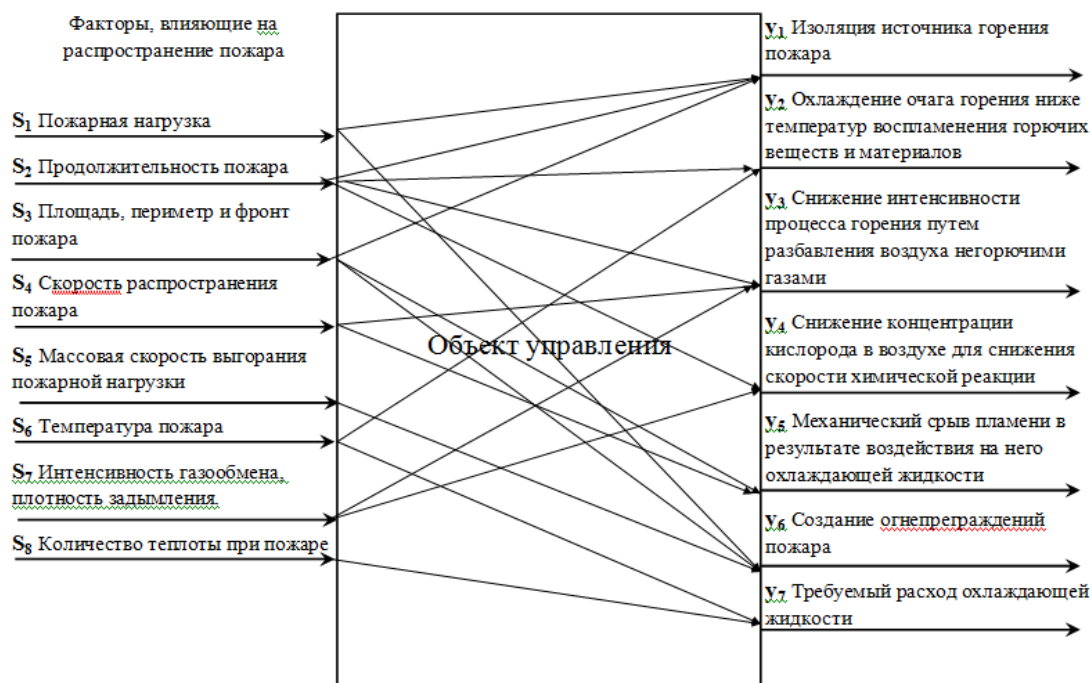 Факторы, влияющие на
распространение пожара
S1 Пожарная нагрузка
S2 Продолжительность пожара
S3 Площадь, периметр и фронт
пожара
S4 Скорость распространения
пожара
S5 Массовая скорость выгорания
пожарной нагрузки
S6 Температура пожара
S7 Интенсивность газообмена,
плотность задымления.
S8 Количество теплоты при пожаре
Объект управления
y1 Изоляция источника горения
пожара
y2 Охлаждение очага горения ниже
температур воспламенения горючих
веществ и материалов
y3 Снижение интенсивности
процесса горения путем
разбавления воздуха негорючими
газами
y4 Снижение концентрации
кислорода в воздухе для снижения
скорости химической реакции
y5 Механический срыв пламени в
результате воздействия на него
охлаждающей жидкости
y6 Создание огнепреграждений
пожара
y7 Требуемый расход охлаждающей
жидкости